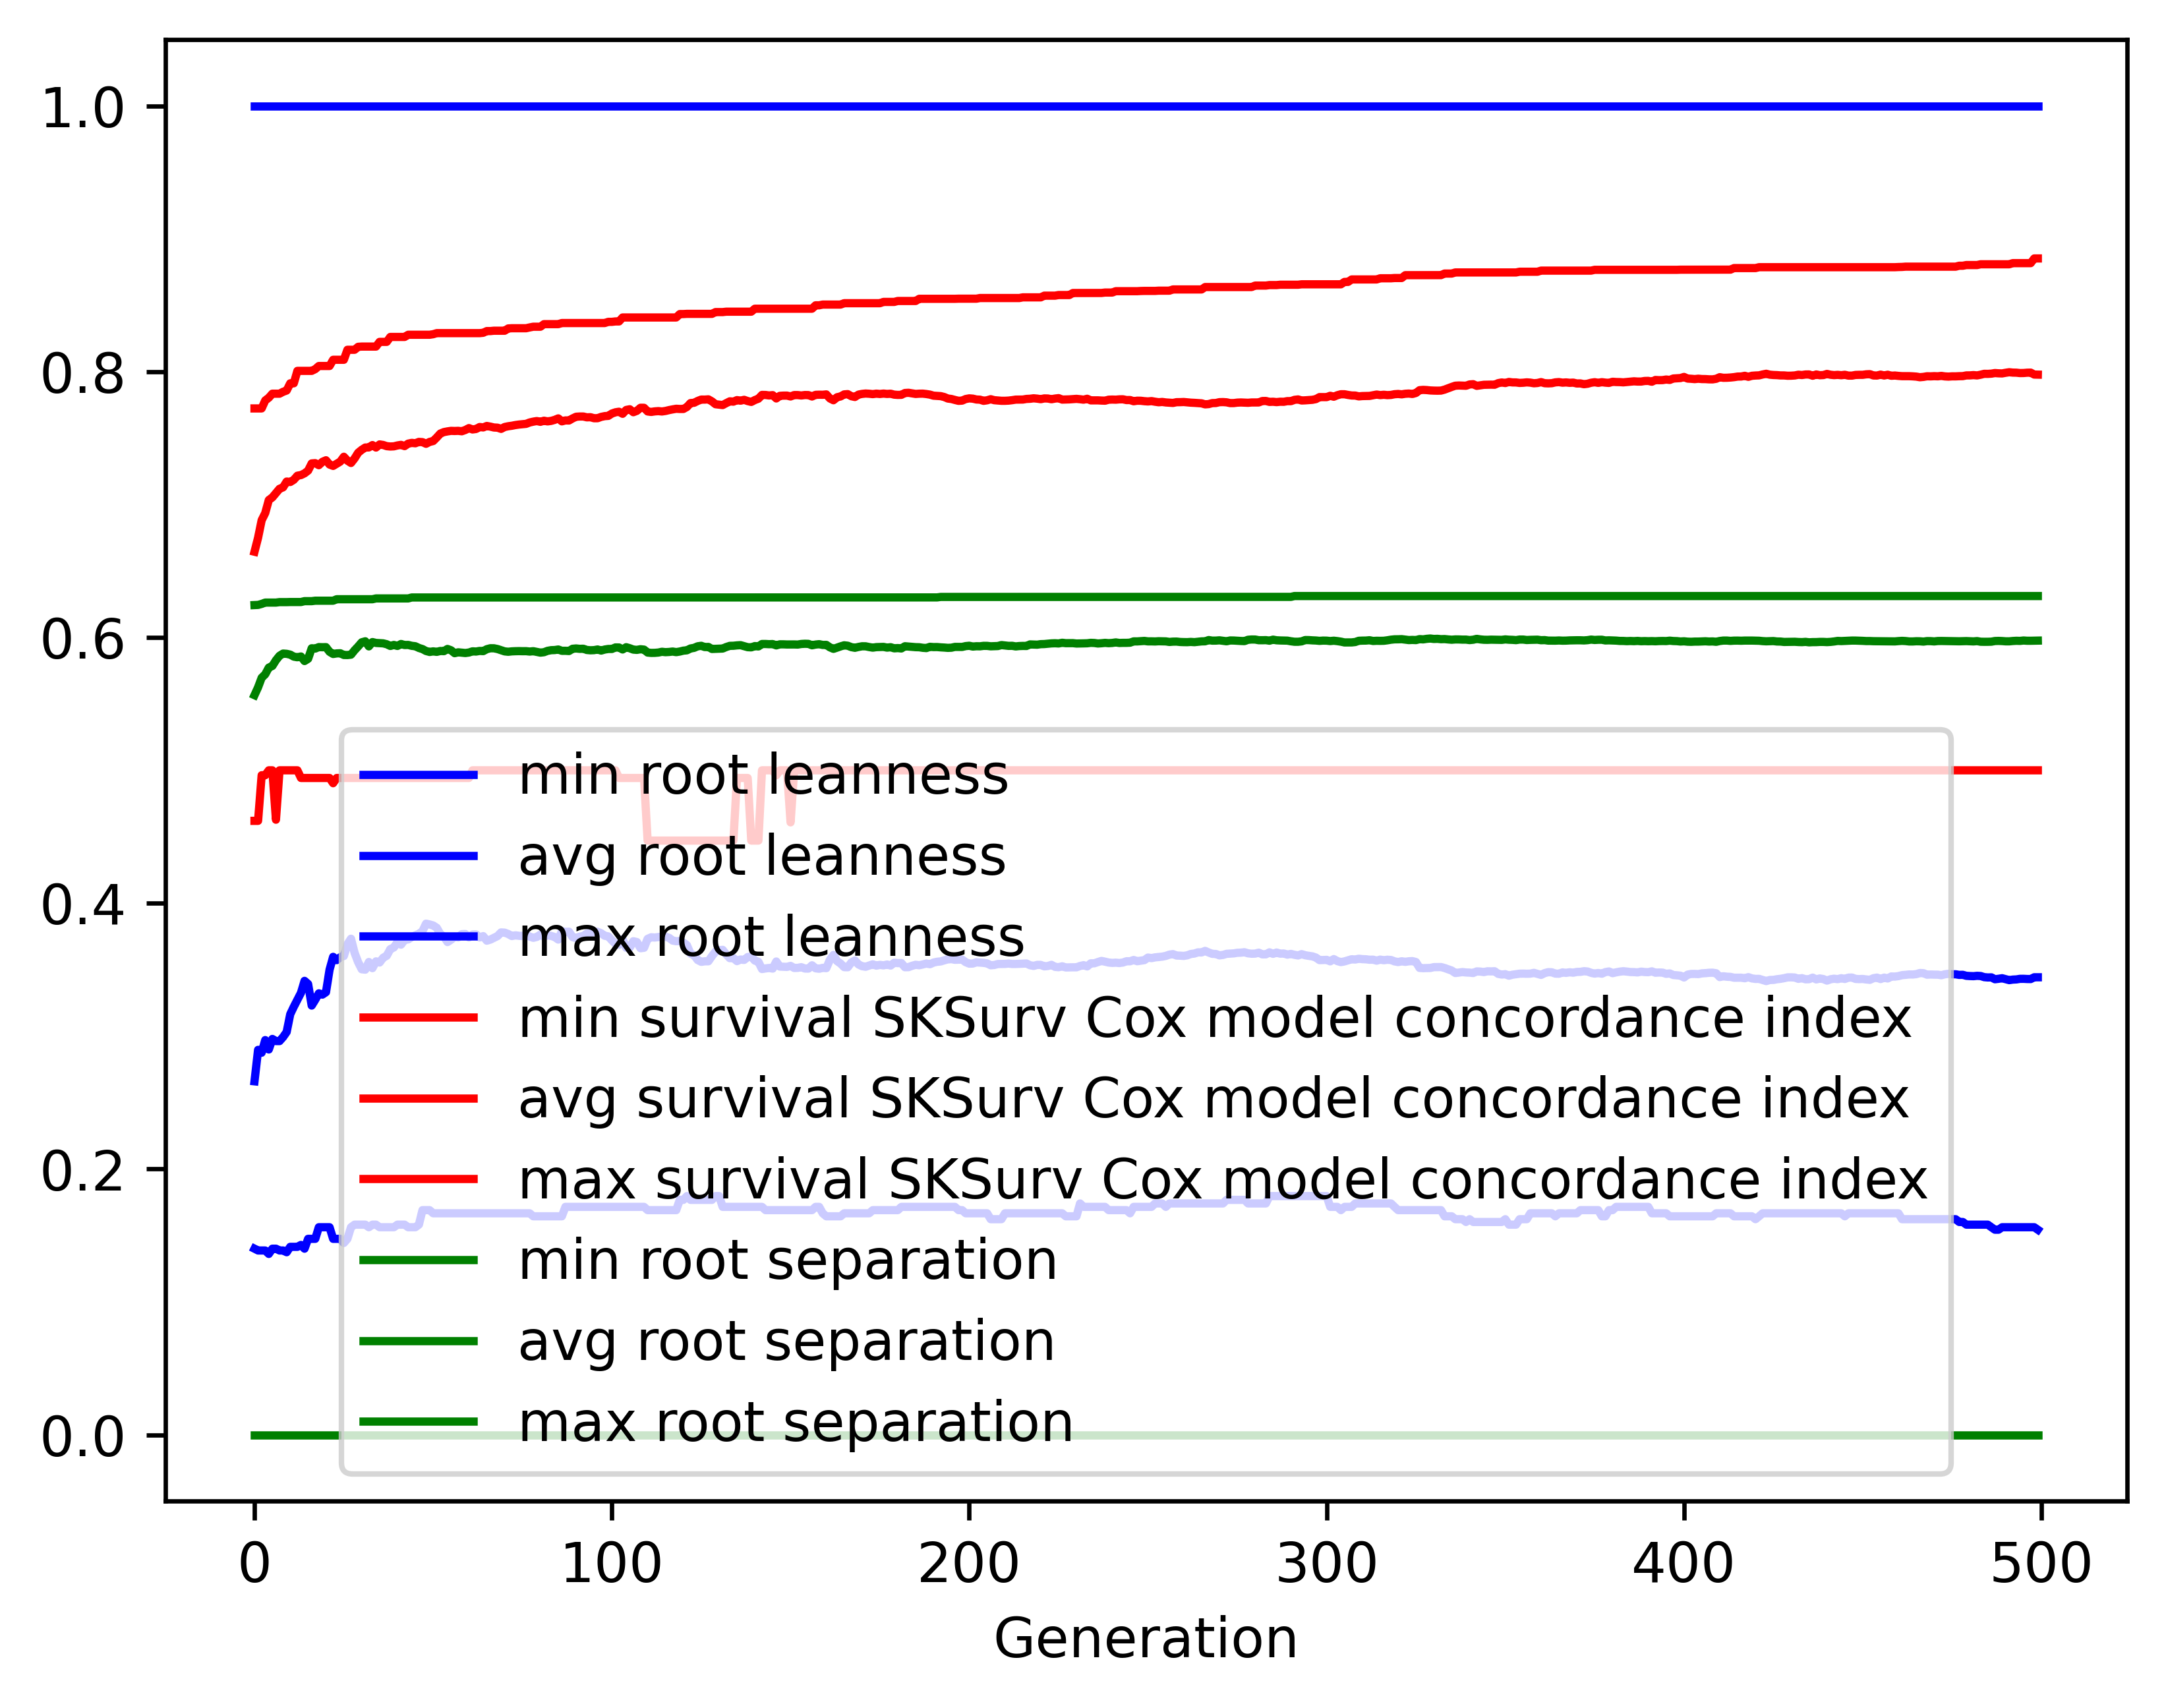 1.0
0.8
0.6
0.4
0.2
0.0
min root leanness
avg root leanness
max root leanness
min survival SKSurv Cox model concordance index
avg survival SKSurv Cox model concordance index
max survival SKSurv Cox model concordance index
min root separation
avg root separation
max root separation
0 100 200 300 400 500
Generation